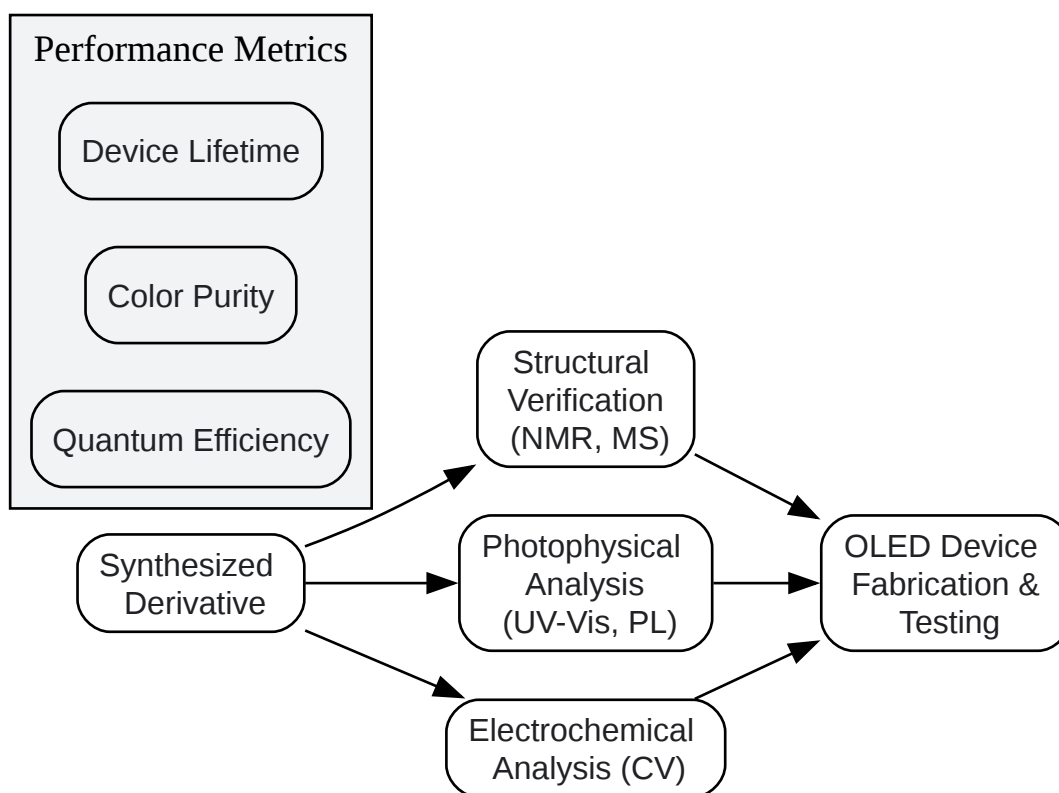 Performance Metrics
Device Lifetime
Color Purity
Quantum Efficiency
Structural
Verification
(NMR, MS)
Synthesized
Derivative
Photophysical
Analysis
(UV-Vis, PL)
OLED Device
Fabrication &
Testing
Electrochemical
Analysis (CV)